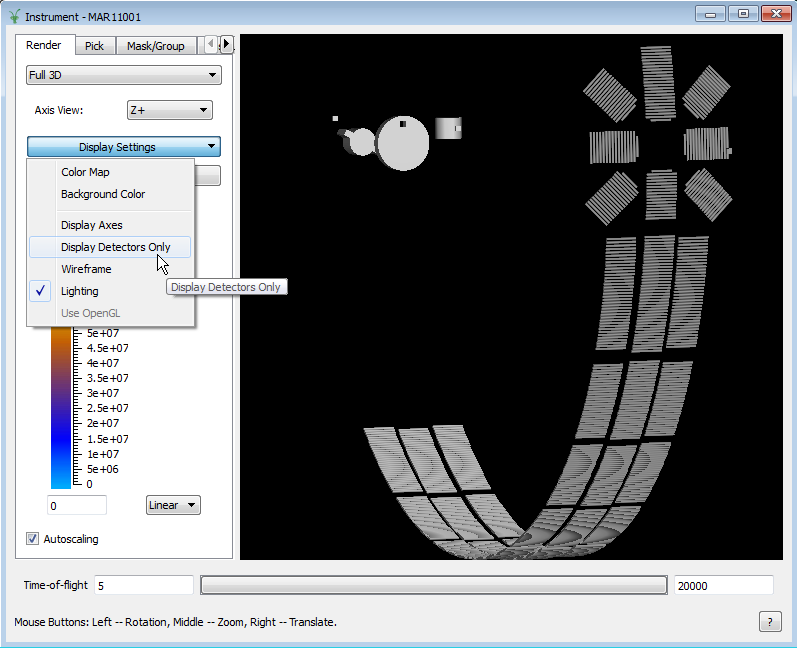 Instrument - MAR11001
Render Pick Mask/Group
Full 3D
Axis View: Z+
Display Settings
Color Map
Background Color
Display Axes
Display Detectors Only
Wireframe
Display Detectors Only
Lighting
Use OpenGL
5e+07
4.5e+07
4e+07
3.5e+07
3e+07
2.5e+07
2e+07
1.5e+07
1e+07
5e+06
0
0 Linear
Autoscaling
Time-of-flight 5 20000
Mouse Buttons: Left -- Rotation, Middle -- Zoom, Right -- Translate. ?